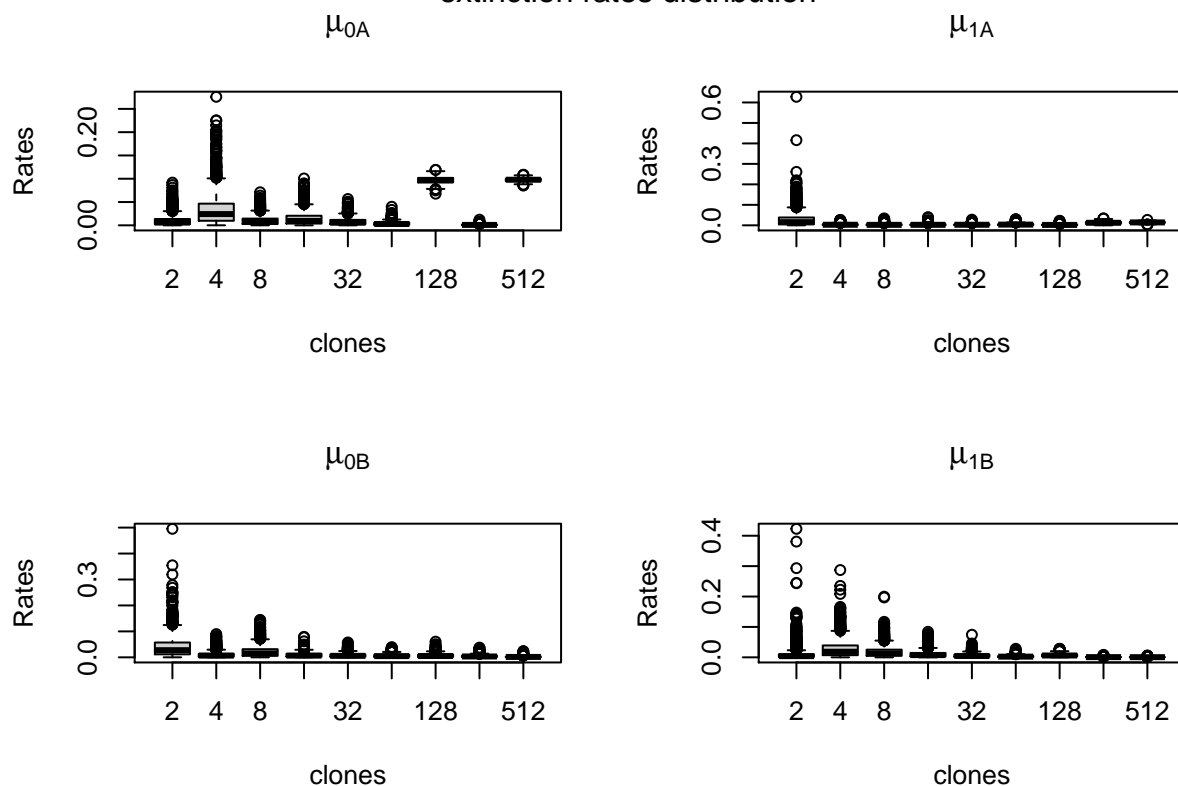 extinction rates distribution
μ0A
Rates
0.00
0.20
2
4
8
32
128
512
clones
μ1A
Rates
0.0
0.3
0.6
2
4
8
32
128
512
clones
μ0B
Rates
0.0
0.3
2
4
8
32
128
512
clones
μ1B
Rates
0.0
0.2
0.4
2
4
8
32
128
512
clones